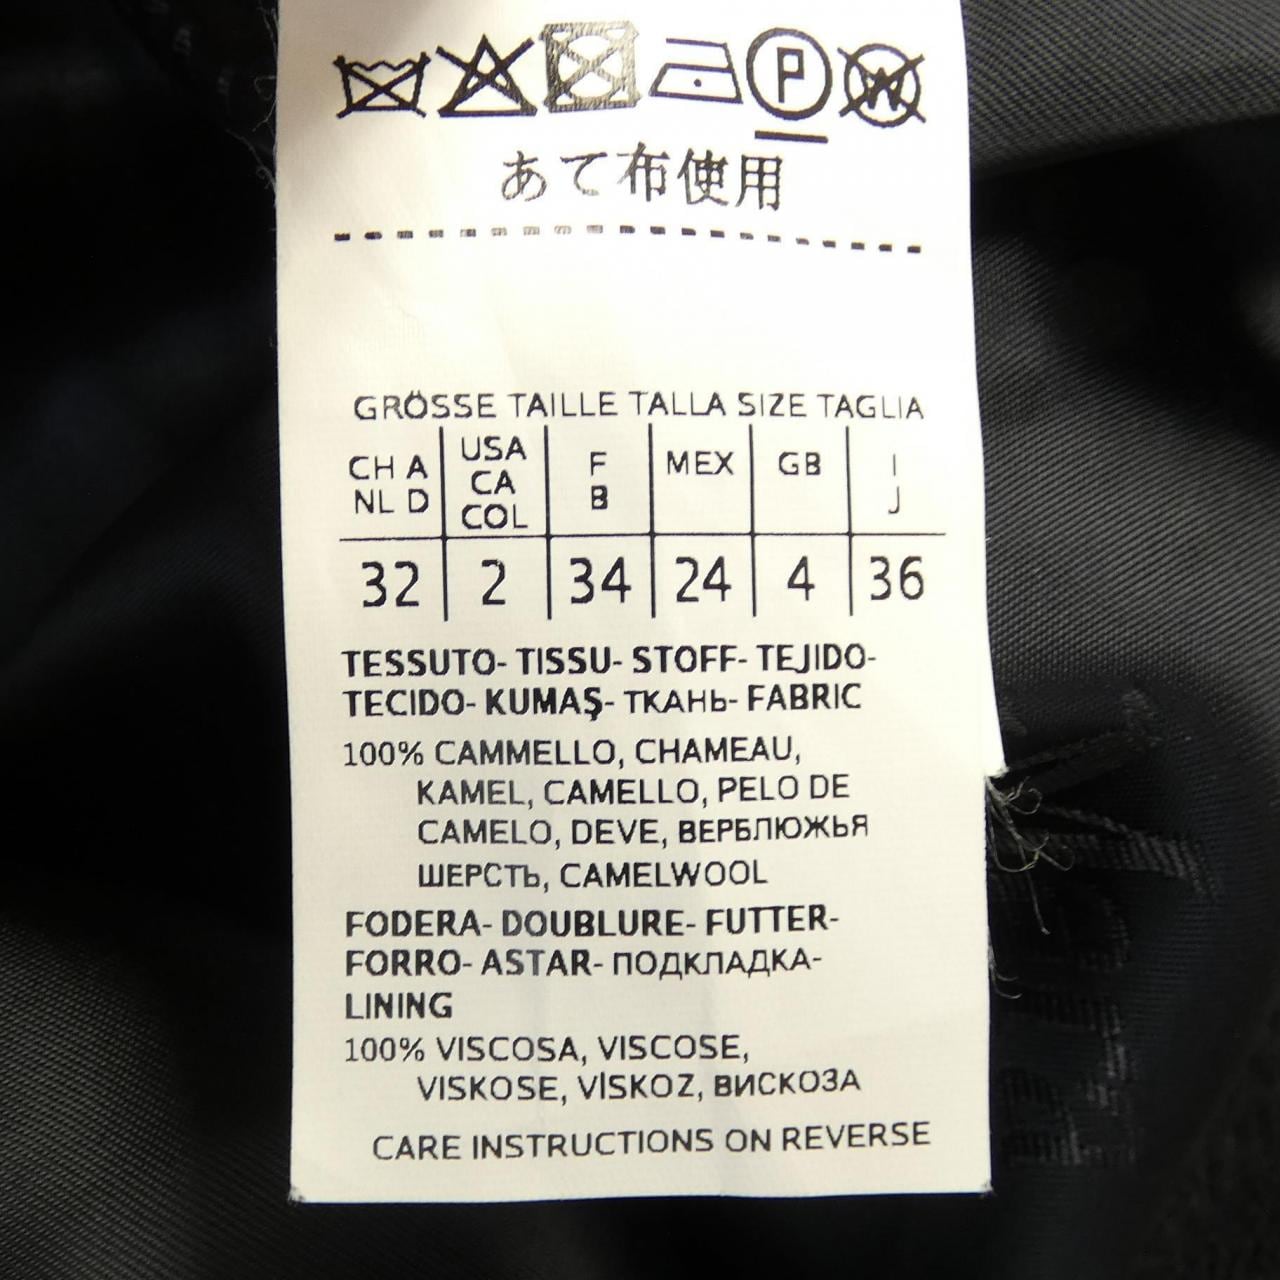 P W
あて布使用
GRÖSSE TAILLE TALLA SIZE TAGLIA
CH A NL D USA CA COL F B MEX GB I J
32 2 34 24 4 36
TESSUTO- TISSU- STOFF- TEJIDO-
TECIDO- KUMAŞ- ТКАНЬ- FABRIC
100% CAMMELLO, CHAMEAU,
KAMEL, CAMELLO, PELO DE
CAMELO, DEVE, ВЕРБЛЮЖЬЯ
ШЕРСТЬ, CAMELWOOL
FODERA- DOUBLURE- FUTTER-
FORRO- ASTAR- ПОДКЛАДКА-
LINING
100% VISCOSA, VISCOSE,
VISKOSE, VİSKOZ, ВИСКОЗА
CARE INSTRUCTIONS ON REVERSE